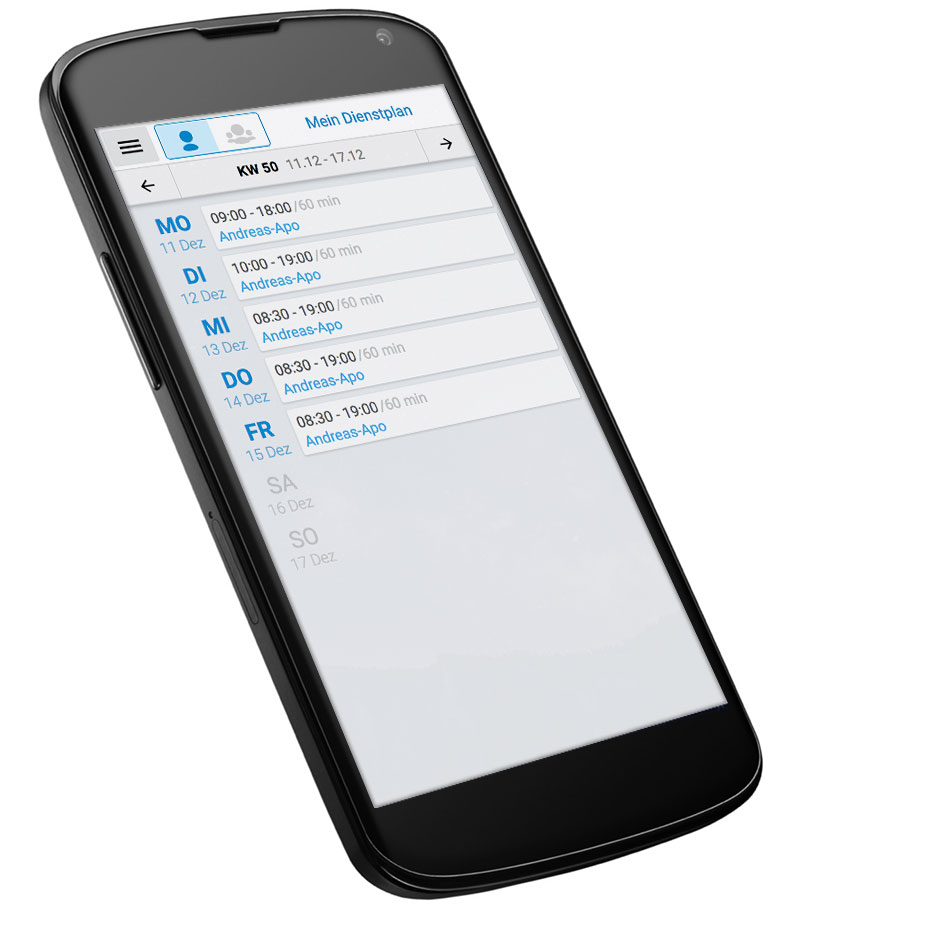 Mein Dienstplan
KW 50 11.12 - 17.12
MO 09:00 - 18:00/60 min
11 Dez Andreas-Apo
DI 10:00 - 19:00/60 min
12 Dez Andreas-Apo
MI 08:30 - 19:00/60 min
13 Dez Andreas-Apo
DO 08:30 - 19:00/60 min
14 Dez Andreas-Apo
FR 08:30 - 19:00/60 min
15 Dez Andreas-Apo
SA
16 Dez
SO
17 Dez